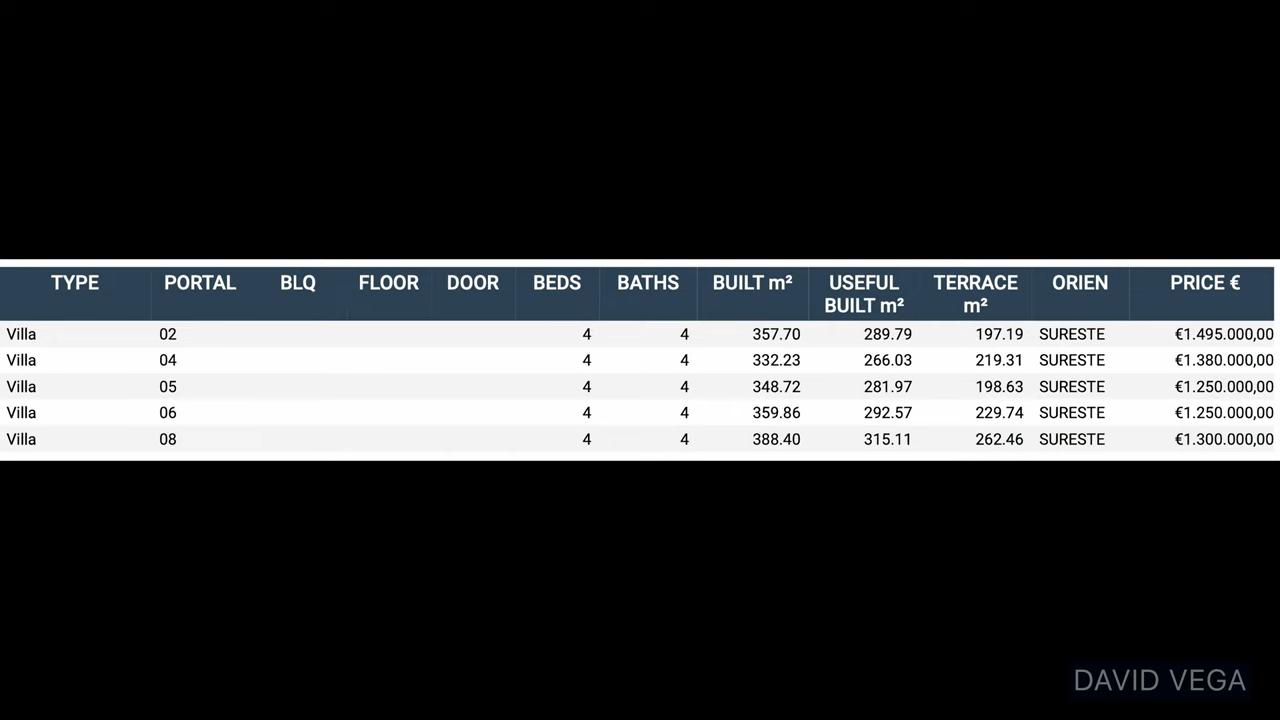 TYPE PORTAL BLQ FLOOR DOOR BEDS BATHS BUILT m² USEFUL BUILT m² TERRACE m² ORIEN PRICE €
Villa 02 4 4 357.70 289.79 197.19 SURESTE €1.495.000,00
Villa 04 4 4 332.23 266.03 219.31 SURESTE €1.380.000,00
Villa 05 4 4 348.72 281.97 198.63 SURESTE €1.250.000,00
Villa 06 4 4 359.86 292.57 229.74 SURESTE €1.250.000,00
Villa 08 4 4 388.40 315.11 262.46 SURESTE €1.300.000,00
DAVID VEGA